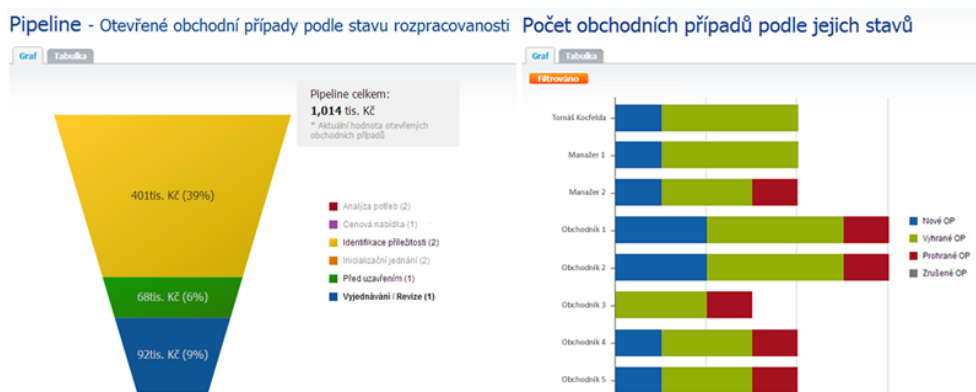 Pipeline - Otevřené obchodní případy podle stavu rozpracovanosti
Graf
Tabulka
Pipeline celkem:
1,014 tis. Kč
* Aktuální hodnota otevřených
obchodních případů
401tis. Kč (39%)
68tis. Kč (6%)
92tis. Kč (9%)
Analýza potřeb (2)
Cenová nabídka (1)
Identifikace příležitosti (2)
Inicializační jednání (2)
Před uzavřením (1)
Vyjednávání / Revize (1)
Počet obchodních případů podle jejich stavů
Graf
Tabulka
Filtrováno
Tomáš Kocfelda
Manažer 1
Manažer 2
Obchodník 1
Obchodník 2
Obchodník 3
Obchodník 4
Obchodník 5
Nové OP
Vyhrané OP
Prohrané OP
Zrušené OP